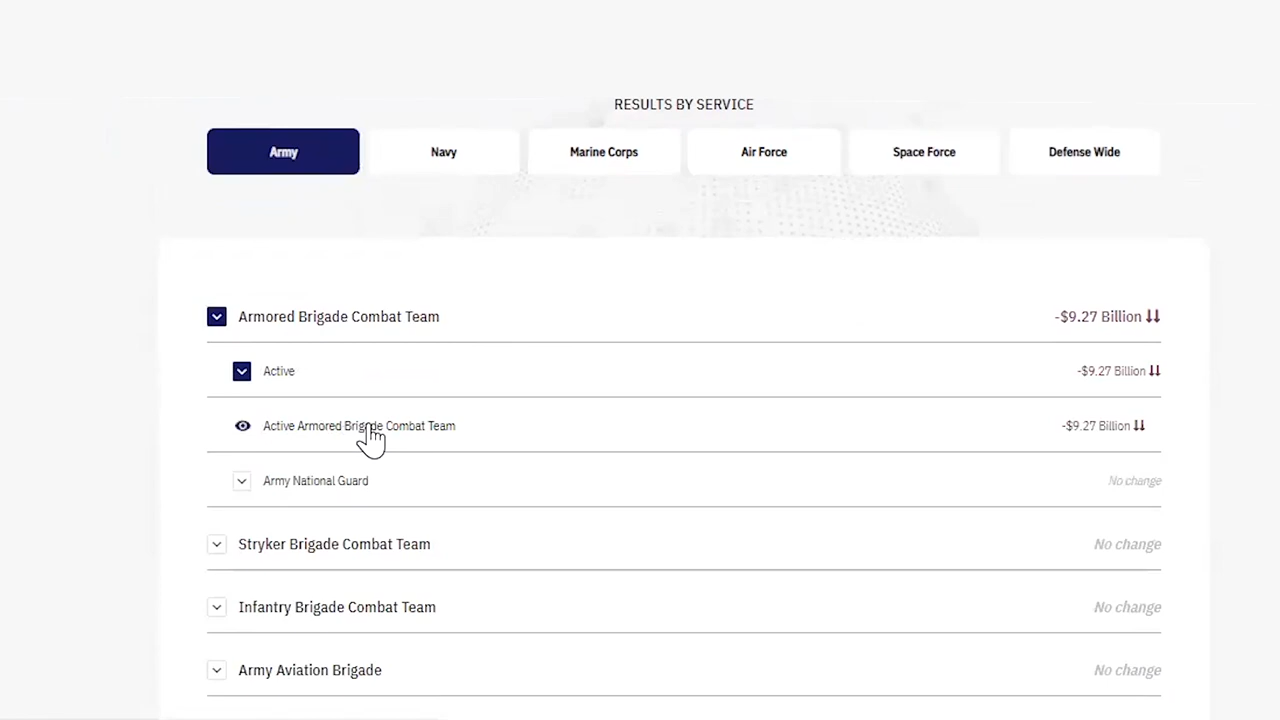 RESULTS BY SERVICE
Army Navy Marine Corps Air Force Space Force Defense Wide
Armored Brigade Combat Team -$9.27 Billion
Active -$9.27 Billion
Active Armored Brigade Combat Team -$9.27 Billion
Army National Guard No change
Stryker Brigade Combat Team No change
Infantry Brigade Combat Team No change
Army Aviation Brigade No change